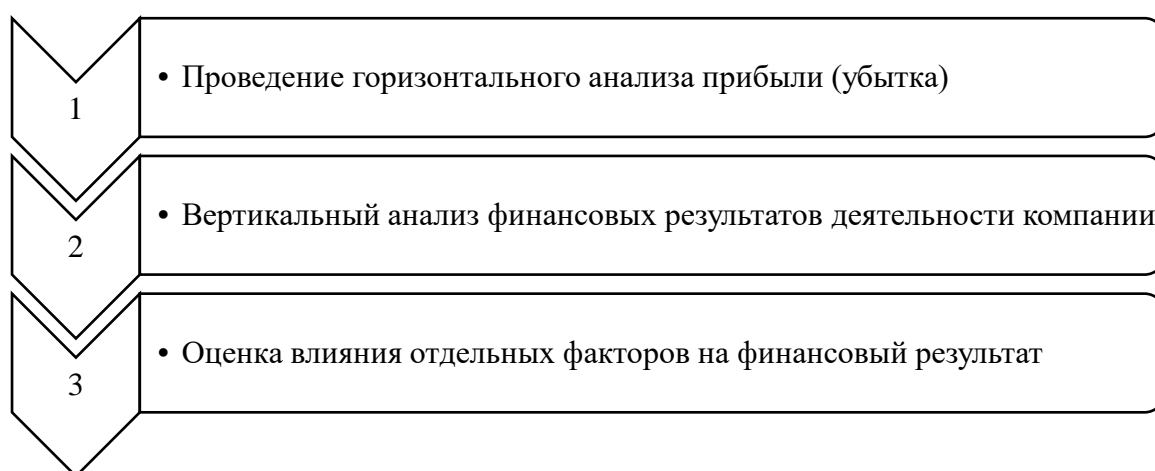 1
• Проведение горизонтального анализа прибыли (убытка)
2
• Вертикальный анализ финансовых результатов деятельности компании
3
• Оценка влияния отдельных факторов на финансовый результат